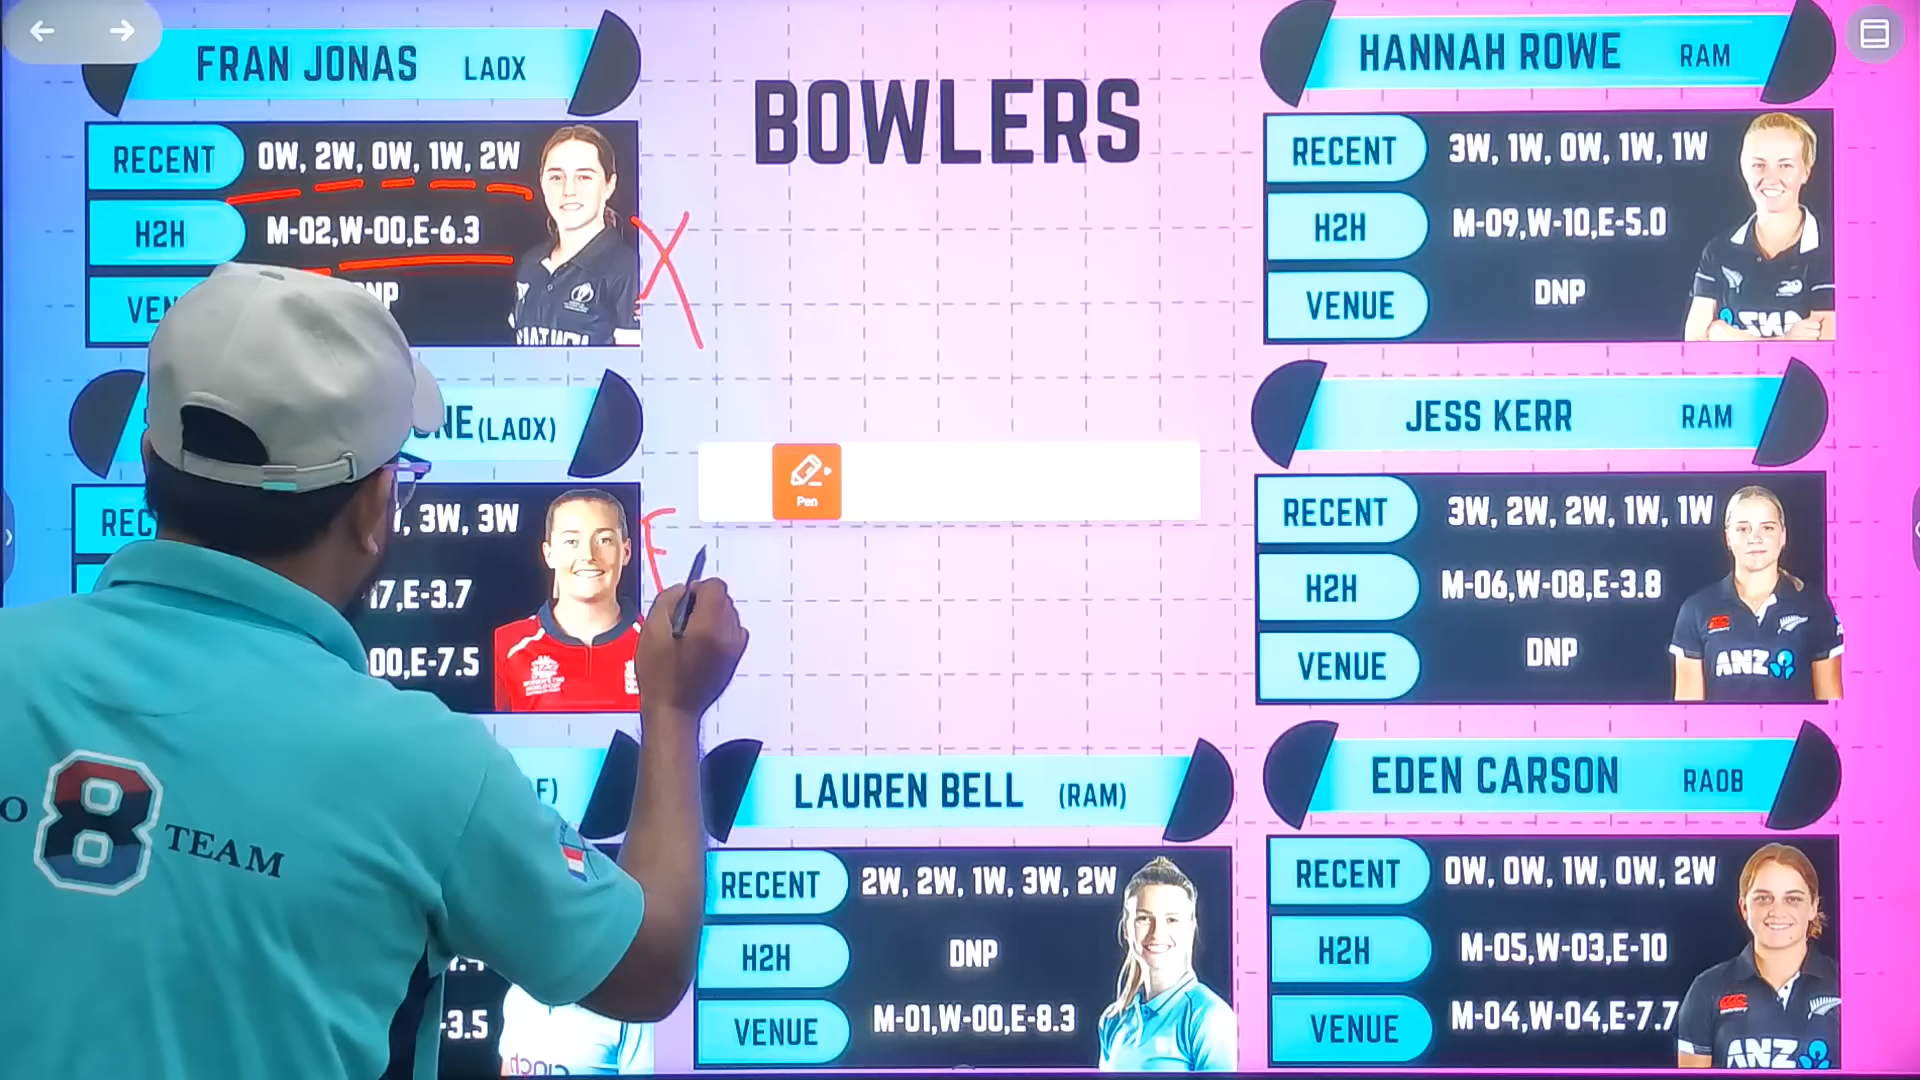 FRAN JONAS LAOX
RECENT 0W, 2W, 0W, 1W, 2W
H2H M-02,W-00,E-6.3
BOWLERS
HANNAH ROWE RAM
RECENT 3W, 1W, 0W, 1W, 1W
H2H M-09,W-10,E-5.0
VENUE DNP
(LAOX)
3W, 3W
17,E-3.7
00,E-7.5
Pen
JESS KERR RAM
RECENT 3W, 2W, 2W, 1W, 1W
H2H M-06,W-08,E-3.8
VENUE DNP
ANZ
8
TEAM
LAUREN BELL (RAM)
RECENT 2W, 2W, 1W, 3W, 2W
H2H DNP
VENUE M-01,W-00,E-8.3
-3.5
EDEN CARSON RAOB
RECENT 0W, 0W, 1W, 0W, 2W
H2H M-05,W-03,E-10
VENUE M-04,W-04,E-7.7
ANZ